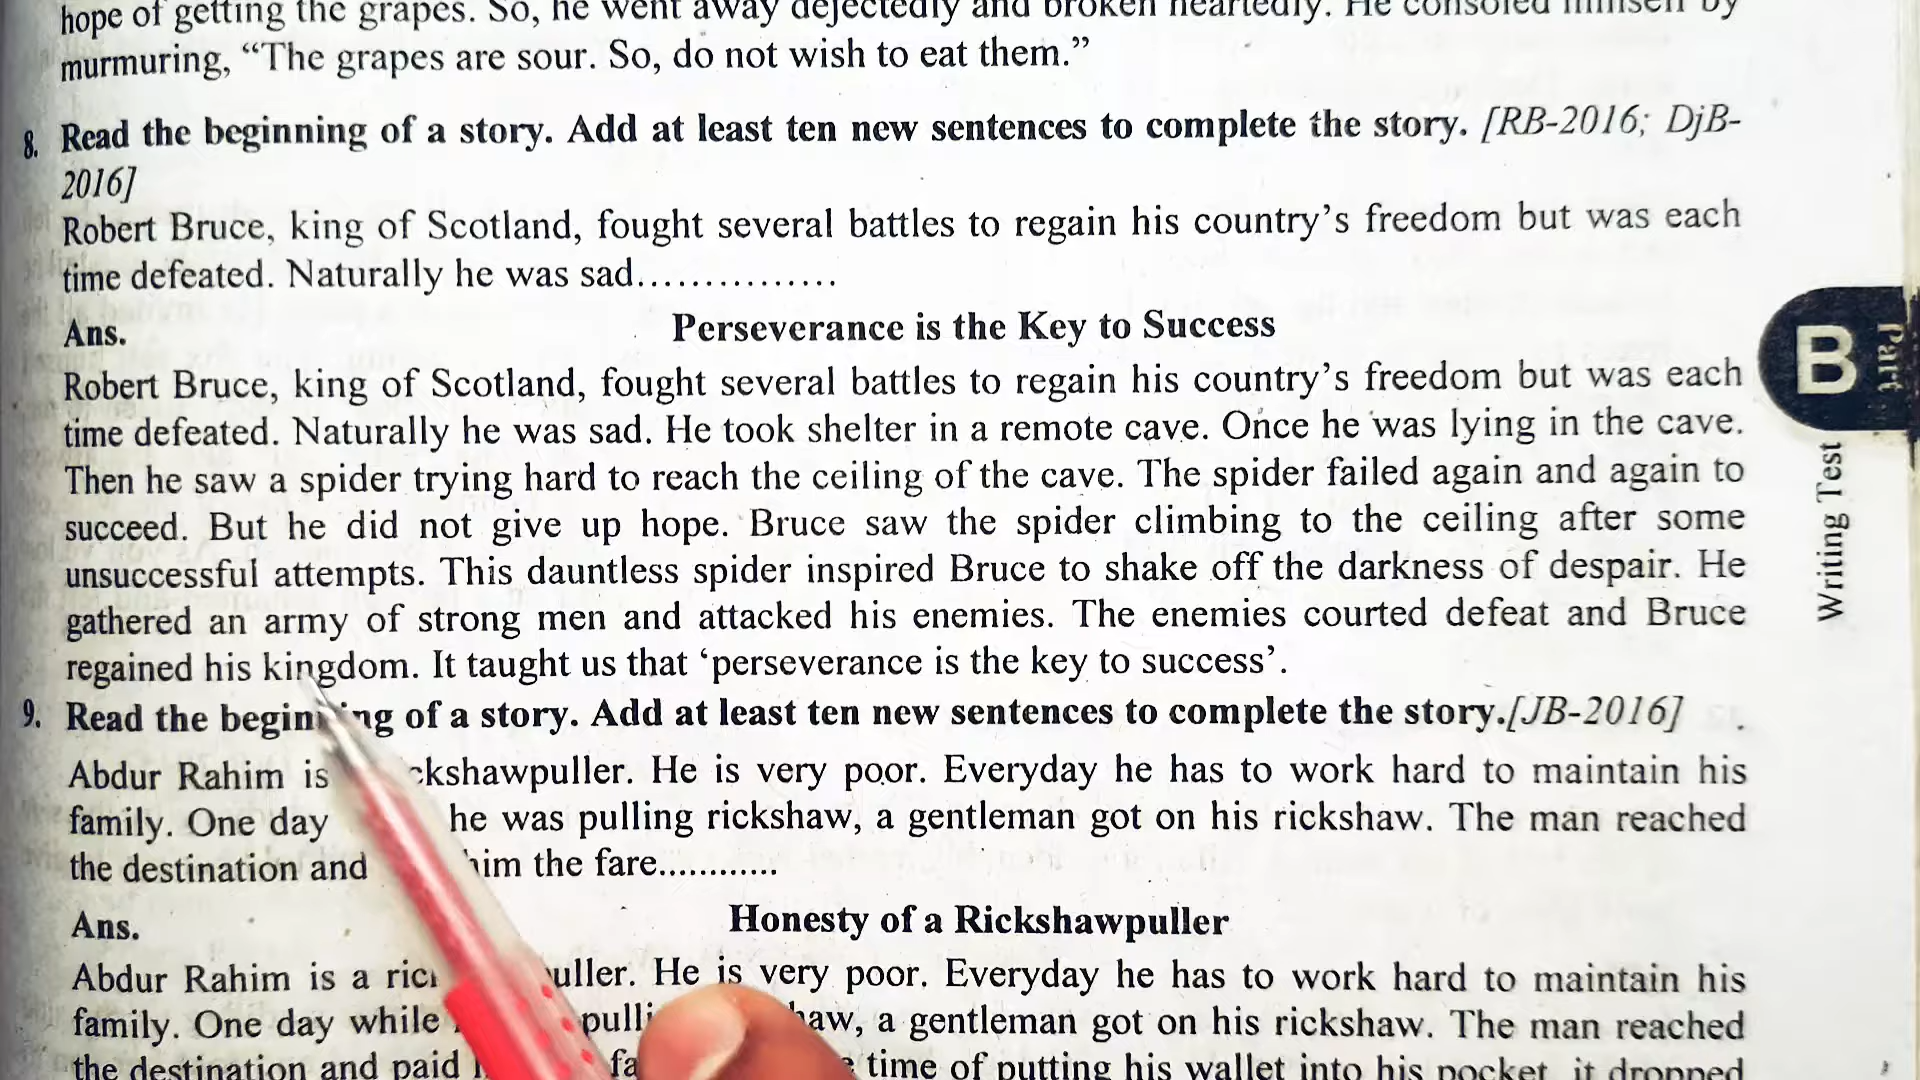 hope of getting the grapes. So, he went away dejectedly and broken heartedly. He consoled himself by
murmuring, “The grapes are sour. So, do not wish to eat them.”
8. Read the beginning of a story. Add at least ten new sentences to complete the story. [RB-2016; DjB-
2016]
Robert Bruce, king of Scotland, fought several battles to regain his country’s freedom but was each
time defeated. Naturally he was sad...............
Ans. Perseverance is the Key to Success
Robert Bruce, king of Scotland, fought several battles to regain his country’s freedom but was each
time defeated. Naturally he was sad. He took shelter in a remote cave. Once he was lying in the cave.
Then he saw a spider trying hard to reach the ceiling of the cave. The spider failed again and again to
succeed. But he did not give up hope. Bruce saw the spider climbing to the ceiling after some
unsuccessful attempts. This dauntless spider inspired Bruce to shake off the darkness of despair. He
gathered an army of strong men and attacked his enemies. The enemies courted defeat and Bruce
regained his kingdom. It taught us that ‘perseverance is the key to success’.
9. Read the beginning of a story. Add at least ten new sentences to complete the story.[JB-2016]
Abdur Rahim is ckshawpuller. He is very poor. Everyday he has to work hard to maintain his
family. One day he was pulling rickshaw, a gentleman got on his rickshaw. The man reached
the destination and him the fare............
Ans. Honesty of a Rickshawpuller
Abdur Rahim is a ric uller. He is very poor. Everyday he has to work hard to maintain his
family. One day while pulli haw, a gentleman got on his rickshaw. The man reached
the destination and paid fa time of putting his wallet into his pocket, it dropped
B Part
Writing Test